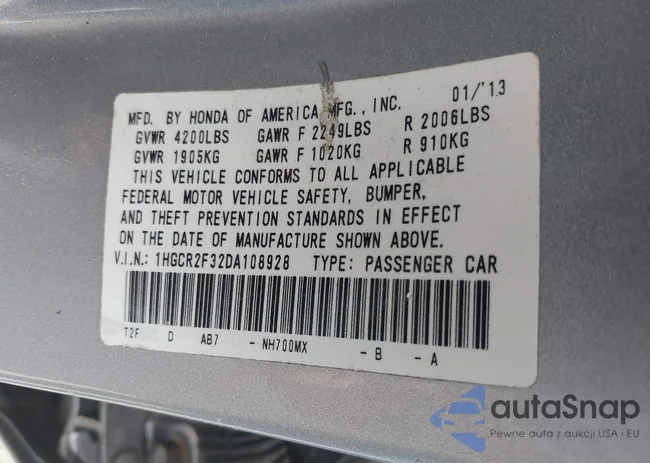 MFD. BY HONDA OF AMERICA MFG., INC. 01/'13
GVWR 4200LBS GAWR F 2249LBS R 2006LBS
GVWR 1905KG GAWR F 1020KG R 910KG
THIS VEHICLE CONFORMS TO ALL APPLICABLE
FEDERAL MOTOR VEHICLE SAFETY, BUMPER,
AND THEFT PREVENTION STANDARDS IN EFFECT
ON THE DATE OF MANUFACTURE SHOWN ABOVE.
V.I.N.: 1HGCR2F32DA108928 TYPE: PASSENGER CAR
T2F D AB7 - NH700MX - B - A
autaSnap
Pewne auta z aukcji USA i EU